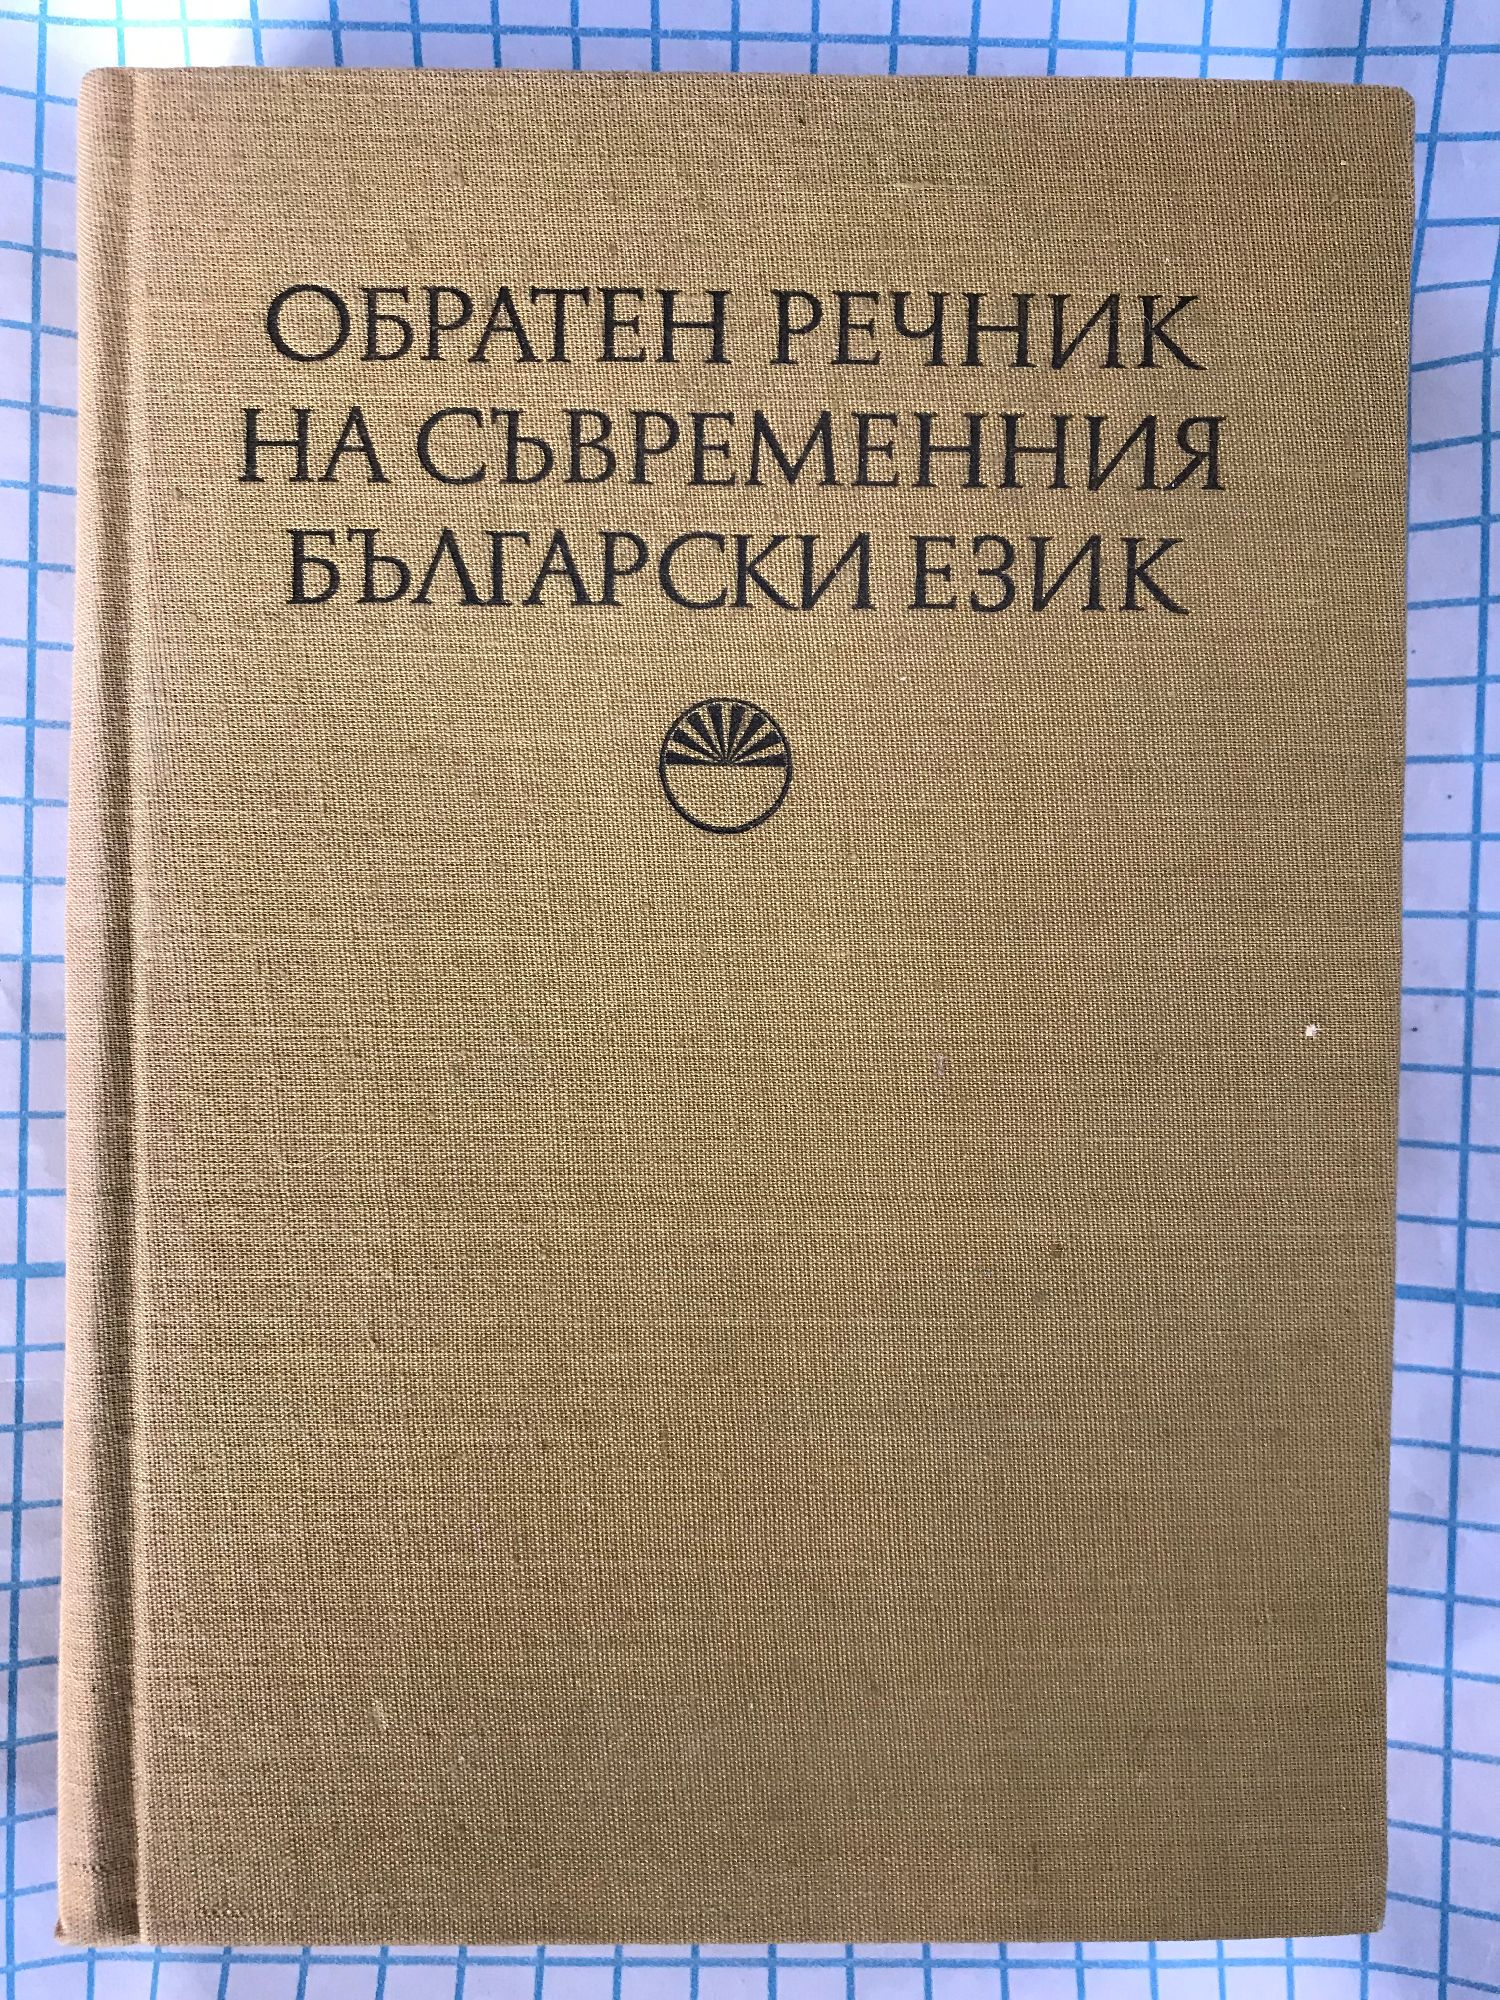 ОБРАТЕН РЕЧНИК
НА СЪВРЕМЕННИЯ
БЪЛГАРСКИ ЕЗИК